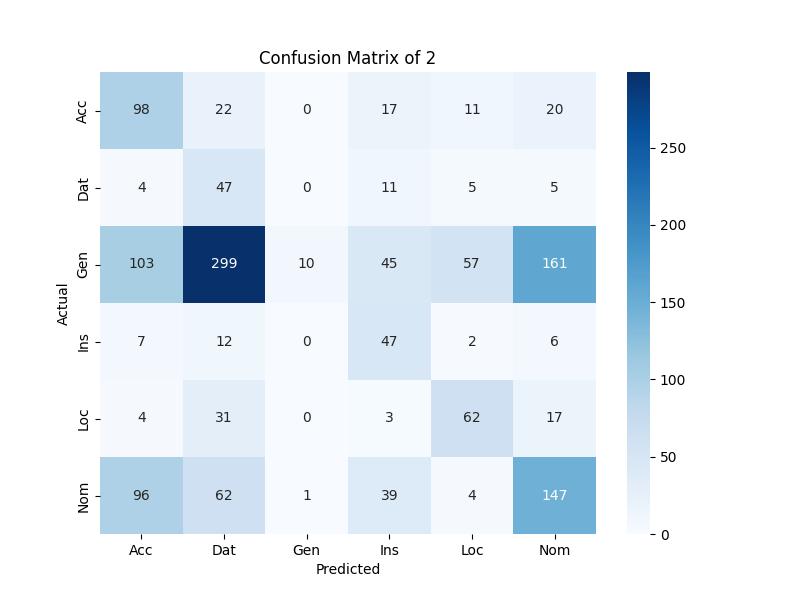 Confusion Matrix of 2
Actual
Acc 98 22 0 17 11 20
Dat 4 47 0 11 5 5
Gen 103 299 10 45 57 161
Ins 7 12 0 47 2 6
Loc 4 31 0 3 62 17
Nom 96 62 1 39 4 147
Acc Dat Gen Ins Loc Nom
Predicted
250
200
150
100
50
0